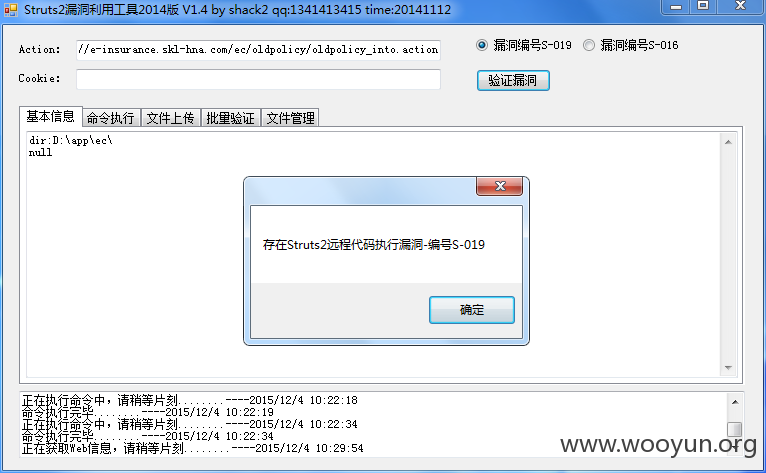 Struts2漏洞利用工具2014版 V1.4 by shack2 qq:1341413415 time:20141112
Action: //e-insurance.skl-hna.com/ec/oldpolicy/oldpolicy_into.action 漏洞编号S-019 漏洞编号S-016
Cookie: 验证漏洞
基本信息 命令执行 文件上传 批量验证 文件管理
dir:D:\app\ec\
null
存在Struts2远程代码执行漏洞-编号S-019
确定
正在执行命令中，请稍等片刻........----2015/12/4 10:22:18
命令执行完毕........----2015/12/4 10:22:19
正在执行命令中，请稍等片刻........----2015/12/4 10:22:34
命令执行完毕........----2015/12/4 10:22:34
正在获取Web信息，请稍等片刻........----2015/12/4 10:29:54
www.wooyun.org